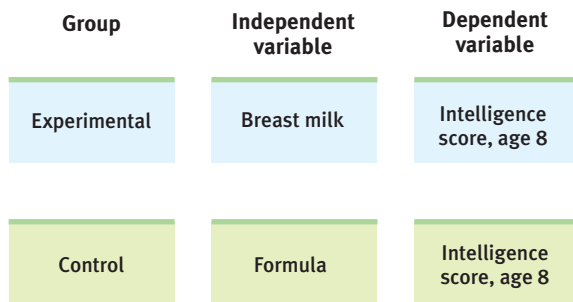 Group
Independent
variable
Dependent
variable
Experimental
Breast milk
Intelligence
score, age 8
Control
Formula
Intelligence
score, age 8